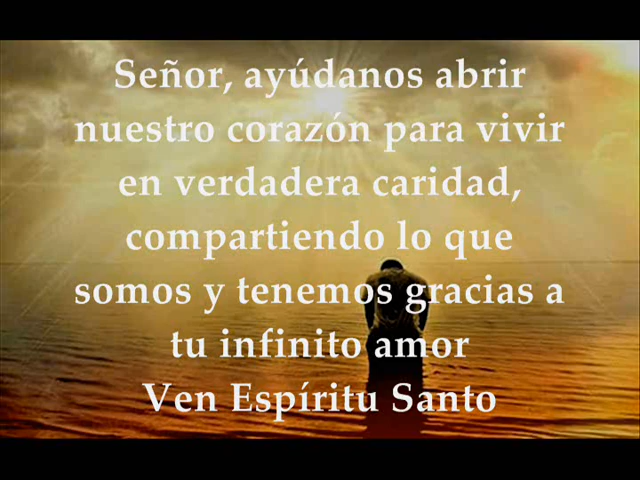 Señor, ayúdanos abrir
nuestro corazón para vivir
en verdadera caridad,
compartiendo lo que
somos y tenemos gracias a
tu infinito amor
Ven Espíritu Santo